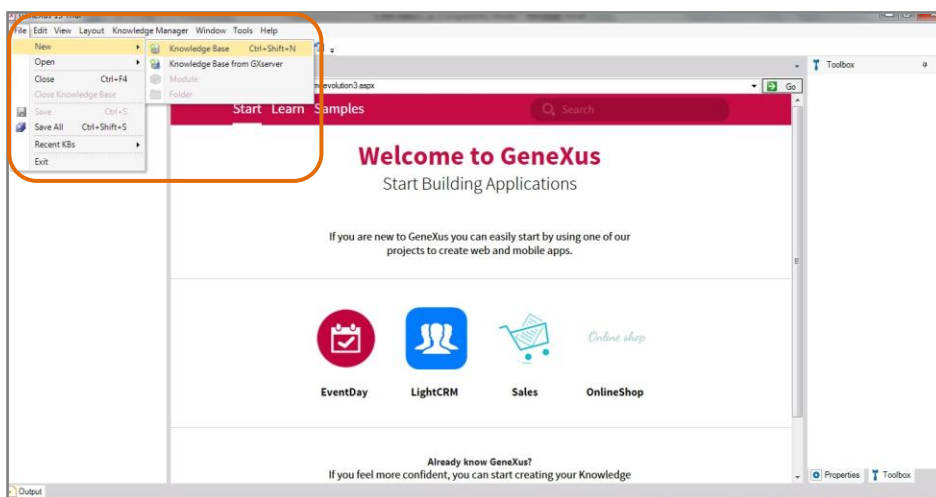 File Edit View Layout Knowledge Manager Window Tools Help
New
Knowledge Base Ctrl+Shift+N
Open
Knowledge Base from GXserver
Toolbox
Close Ctrl+F4
Module
evolution3.aspx
Go
Close Knowledge Base
Folder
Save Ctrl+S
Start Learn Samples
Search
Save All Ctrl+Shift+S
Recent KBs
Exit
Welcome to GeneXus
Start Building Applications
If you are new to GeneXus you can easily start by using one of our
projects to create web and mobile apps.
Online shop
EventDay LightCRM Sales OnlineShop
Already know GeneXus?
If you feel more confident, you can start creating your Knowledge
Properties Toolbox
Output